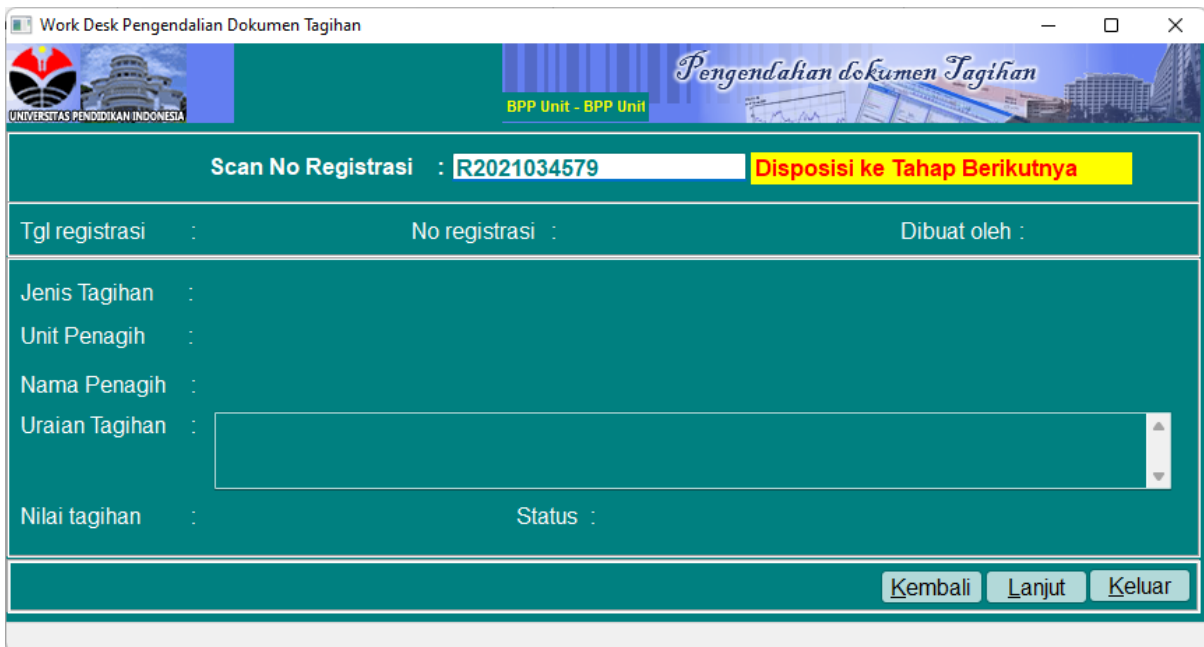 Work Desk Pengendalian Dokumen Tagihan
Pengendalian dokumen Tagihan
BPP Unit - BPP Unit
UNIVERSITAS PENDIDIKAN INDONESIA
Scan No Registrasi : R2021034579 Disposisi ke Tahap Berikutnya
Tgl registrasi : No registrasi : Dibuat oleh :
Jenis Tagihan :
Unit Penagih :
Nama Penagih :
Uraian Tagihan :
Nilai tagihan : Status :
Kembali Lanjut Keluar